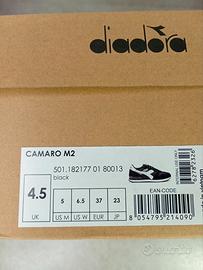 diadora
CAMARO M2
501.182177 01 80013
black
4.5
UK
5
US M
6.5
US W
37
EUR
23
JP
EAN-CODE
8 054795 214090